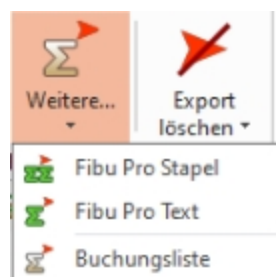 Weitere...
Export
löschen
Fibu Pro Stapel
Fibu Pro Text
Buchungsliste